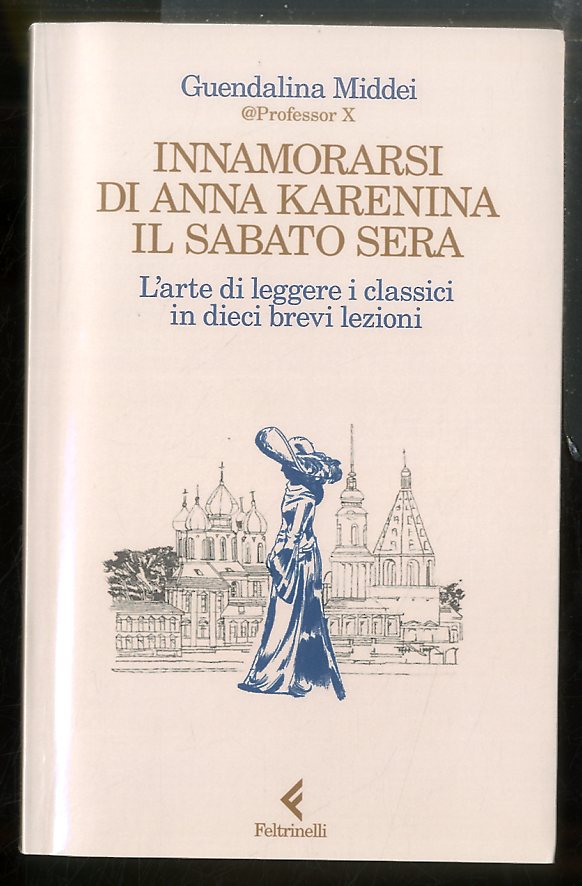 Guendalina Middei
@Professor X
INNAMORARSI
DI ANNA KARENINA
IL SABATO SERA
L'arte di leggere i classici
in dieci brevi lezioni
Feltrinelli